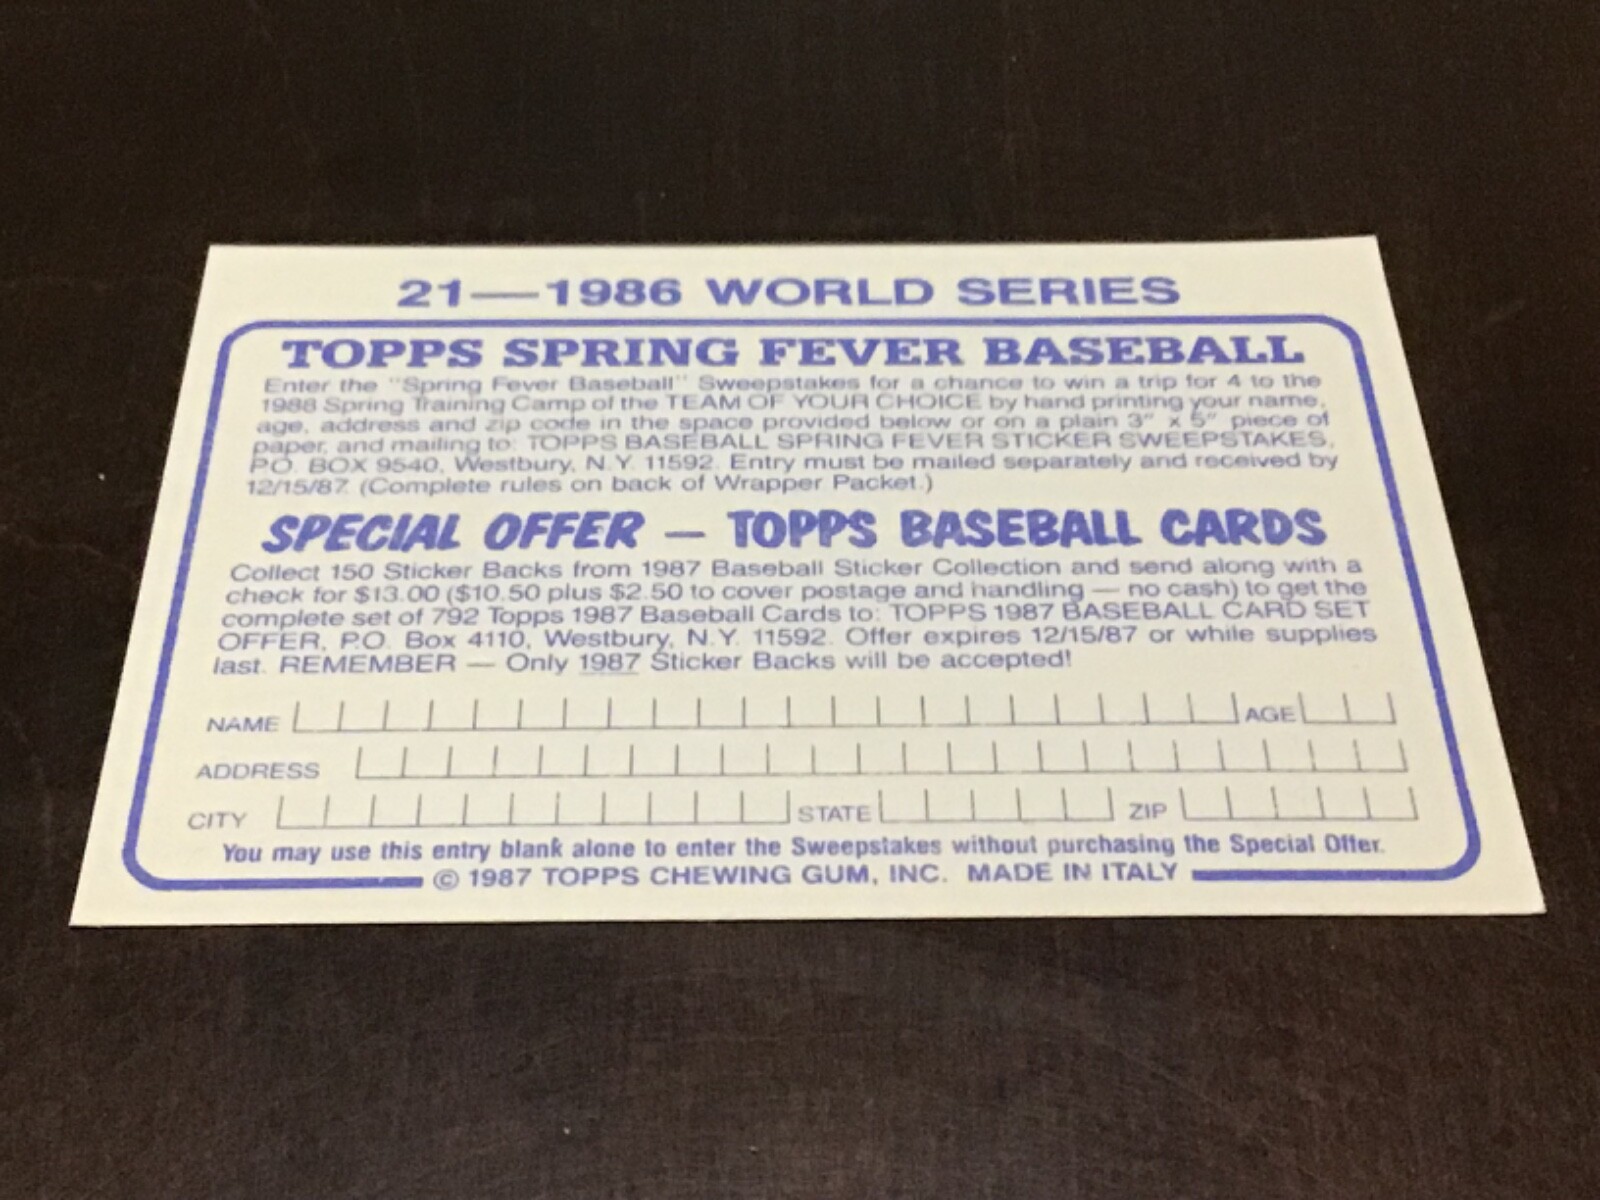 21—1986 WORLD SERIES
TOPPS SPRING FEVER BASEBALL
Enter the "Spring Fever Baseball" Sweepstakes for a chance to win a trip for 4 to the
1988 Spring Training Camp of the TEAM OF YOUR CHOICE by hand printing your name,
age, address and zip code in the space provided below or on a plain 3" x 5" piece of
paper, and mailing to: TOPPS BASEBALL SPRING FEVER STICKER SWEEPSTAKES,
P.O. BOX 9540, Westbury, N.Y. 11592. Entry must be mailed separately and received by
12/15/87. (Complete rules on back of Wrapper Packet.)
SPECIAL OFFER — TOPPS BASEBALL CARDS
Collect 150 Sticker Backs from 1987 Baseball Sticker Collection and send along with a
check for $13.00 ($10.50 plus $2.50 to cover postage and handling — no cash) to get the
complete set of 792 Topps 1987 Baseball Cards to: TOPPS 1987 BASEBALL CARD SET
OFFER, P.O. Box 4110, Westbury, N.Y. 11592. Offer expires 12/15/87 or while supplies
last. REMEMBER — Only 1987 Sticker Backs will be accepted!
NAME AGE
ADDRESS
CITY STATE ZIP
You may use this entry blank alone to enter the Sweepstakes without purchasing the Special Offer.
© 1987 TOPPS CHEWING GUM, INC. MADE IN ITALY